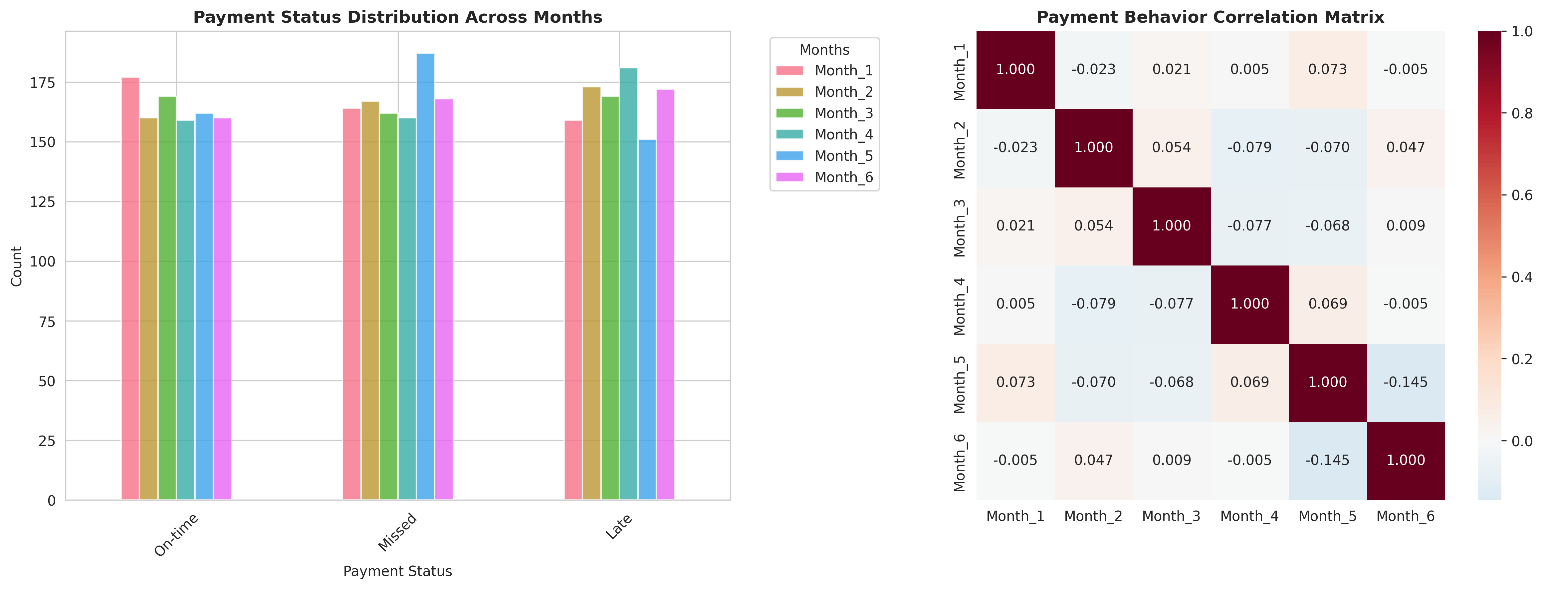 Payment Status Distribution Across Months
Count
175
150
125
100
75
50
25
0
On-time
Missed
Late
Payment Status
Months
Month_1
Month_2
Month_3
Month_4
Month_5
Month_6
Payment Behavior Correlation Matrix
Month_1
1.000 -0.023 0.021 0.005 0.073 -0.005
Month_2
-0.023 1.000 0.054 -0.079 -0.070 0.047
Month_3
0.021 0.054 1.000 -0.077 -0.068 0.009
Month_4
0.005 -0.079 -0.077 1.000 0.069 -0.005
Month_5
0.073 -0.070 -0.068 0.069 1.000 -0.145
Month_6
-0.005 0.047 0.009 -0.005 -0.145 1.000
Month_1 Month_2 Month_3 Month_4 Month_5 Month_6
1.0
0.8
0.6
0.4
0.2
0.0